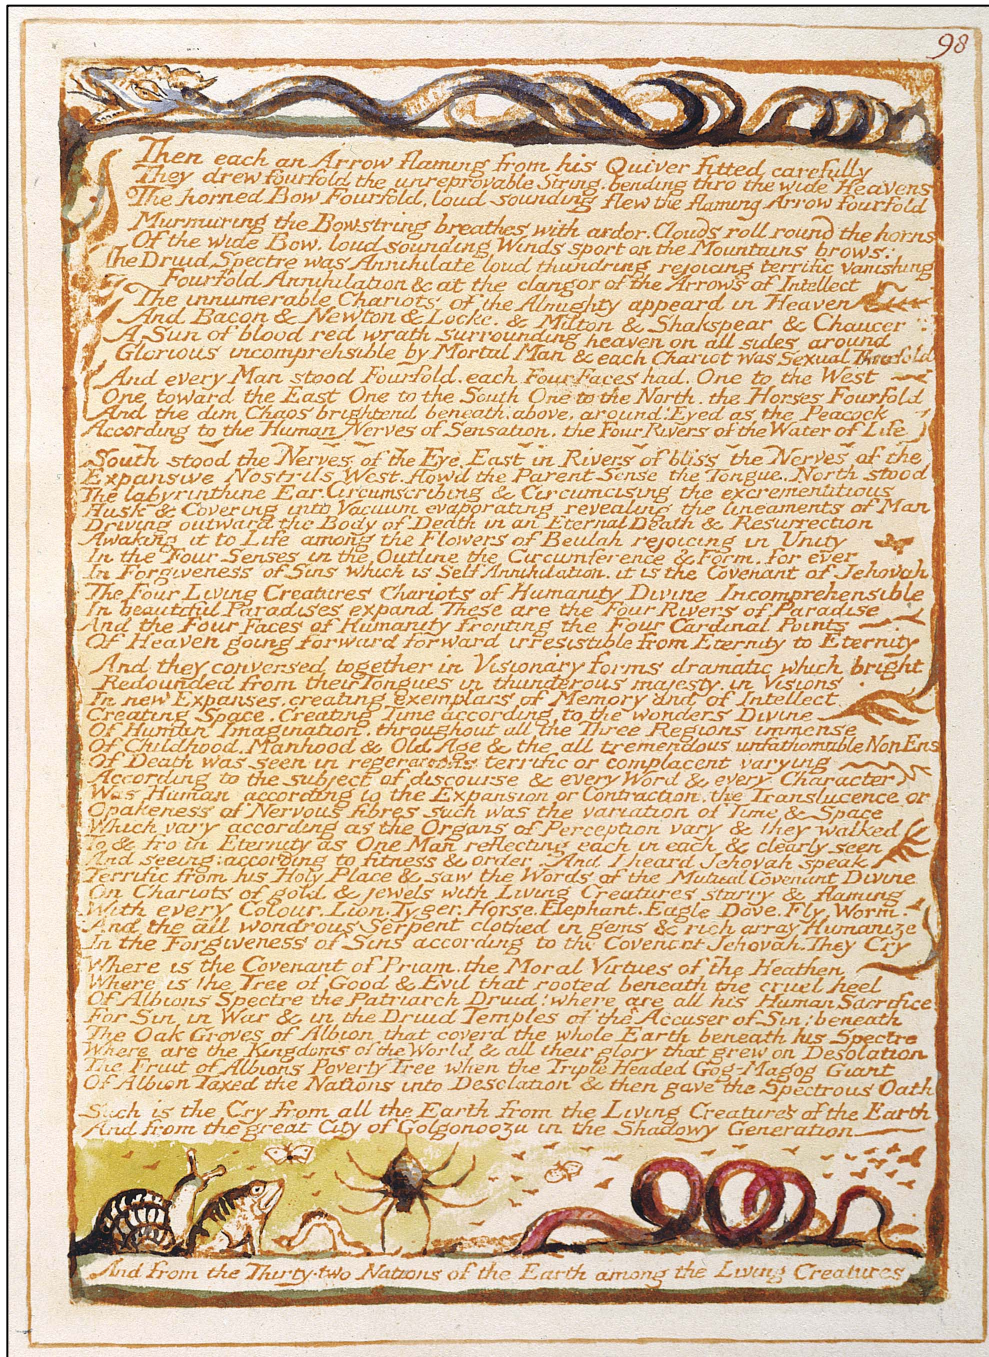 98
Then each an Arrow flaming from his Quiver fitted carefully
They drew fourfold the unreprovable String, bending thro the wide Heavens
The horned Bow Fourfold, loud sounding flew the flaming Arrow fourfold
Murmuring the Bowstring breathes with ardor. Clouds roll round the horns
Of the wide Bow, loud sounding Winds sport on the Mountains brows:
The Druid Spectre was Annihilate loud thundring rejoicing terrific vanishing
Fourfold Annihilation & at the clangor of the Arrows of Intellect
The innumerable Chariots of the Almighty appeard in Heaven
And Bacon & Newton & Locke, & Milton & Shakspear & Chaucer
A Sun of blood red wrath surrounding heaven on all sides around
Glorious incomprehsible by Mortal Man & each Chariot was Sexual Threefold
And every Man stood Fourfold. each Four Faces had. One to the West
One toward the East One to the South One to the North. the Horses Fourfold
And the dim Chaos brightend beneath, above, around! Eyed as the Peacock
According to the Human Nerves of Sensation, the Four Rivers of the Water of Life
South stood the Nerves of the Eye. East in Rivers of bliss the Nerves of the
Expansive Nostrils West. flowd the Parent Sense the Tongue. North stood
The labyrinthine Ear. Circumscribing & Circumcising the excrementitious
Husk & Covering into Vacuum evaporating revealing the lineaments of Man
Driving outward the Body of Death in an Eternal Death & Resurrection
Awaking it to Life among the Flowers of Beulah rejoicing in Unity
In the Four Senses in the Outline the Circumference & Form, for ever
In Forgiveness of Sins which is Self Annihilation. it is the Covenant of Jehovah
The Four Living Creatures Chariots of Humanity Divine Incomprehensible
In beautiful Paradises expand These are the Four Rivers of Paradise
And the Four Faces of Humanity fronting the Four Cardinal Points
Of Heaven going forward forward irresistible from Eternity to Eternity
And they conversed together in Visionary forms dramatic which bright
Redounded from their Tongues in thunderous majesty, in Visions
In new Expanses, creating exemplars of Memory and of Intellect
Creating Space, Creating Time according to the wonders Divine
Of Human Imagination, throughout all the Three Regions immense
Of Childhood, Manhood & Old Age & the all tremendous unfathomable Non Ens
Of Death was seen in regenerations terrific or complacent varying
According to the subject of discourse & every Word & every Character
Was Human according to the Expansion or Contraction, the Translucence or
Opakeness of Nervous fibres such was the variation of Time & Space
Which vary according as the Organs of Perception vary & they walked
To & fro in Eternity as One Man reflecting each in each & clearly seen
And seeing: according to fitness & order. And I heard Jehovah speak
Terrific from his Holy Place & saw the Words of the Mutual Covenant Divine
On Chariots of gold & jewels with Living Creatures starry & flaming
With every Colour, Lion, Tyger, Horse, Elephant, Eagle Dove, Fly, Worm,
And the all wondrous Serpent clothed in gems & rich array Humanize
In the Forgiveness of Sins according to the Covenant Jehovah. They Cry
Where is the Covenant of Priam, the Moral Virtues of the Heathen
Where is the Tree of Good & Evil that rooted beneath the cruel heel
Of Albions Spectre the Patriarch Druid! where are all his Human Sacrifice
For Sin in War & in the Druid Temples of the Accuser of Sin: beneath
The Oak Groves of Albion that coverd the whole Earth beneath his Spectre
Where are the Kingdoms of the World & all their glory that grew on Desolation
The Fruit of Albions Poverty Tree when the Triple Headed Gog-Magog Giant
Of Albion Taxed the Nations into Desolation & then gave the Spectrous Oath
Such is the Cry from all the Earth from the Living Creatures of the Earth
And from the great City of Golgonooza in the Shadowy Generation
And from the Thirty-two Nations of the Earth among the Living Creatures